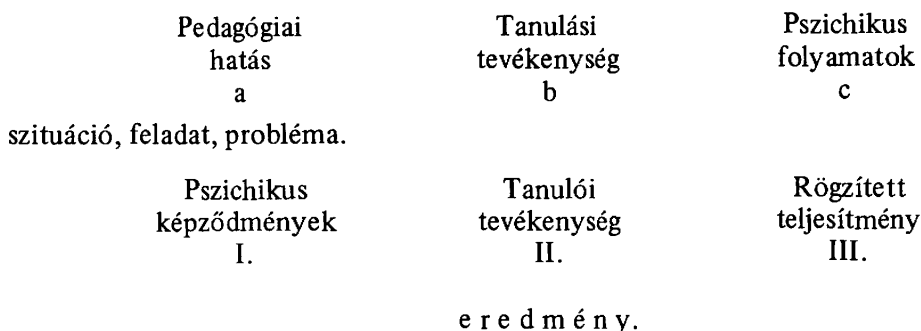 Pedagógiai Tanulási Pszichikus
hatás tevékenység folyamatok
a b c
szituáció, feladat, probléma.
Pszichikus Tanulói Rögzített
képződmények tevékenység teljesítmény
I. II. III.
e r e d m é n y.